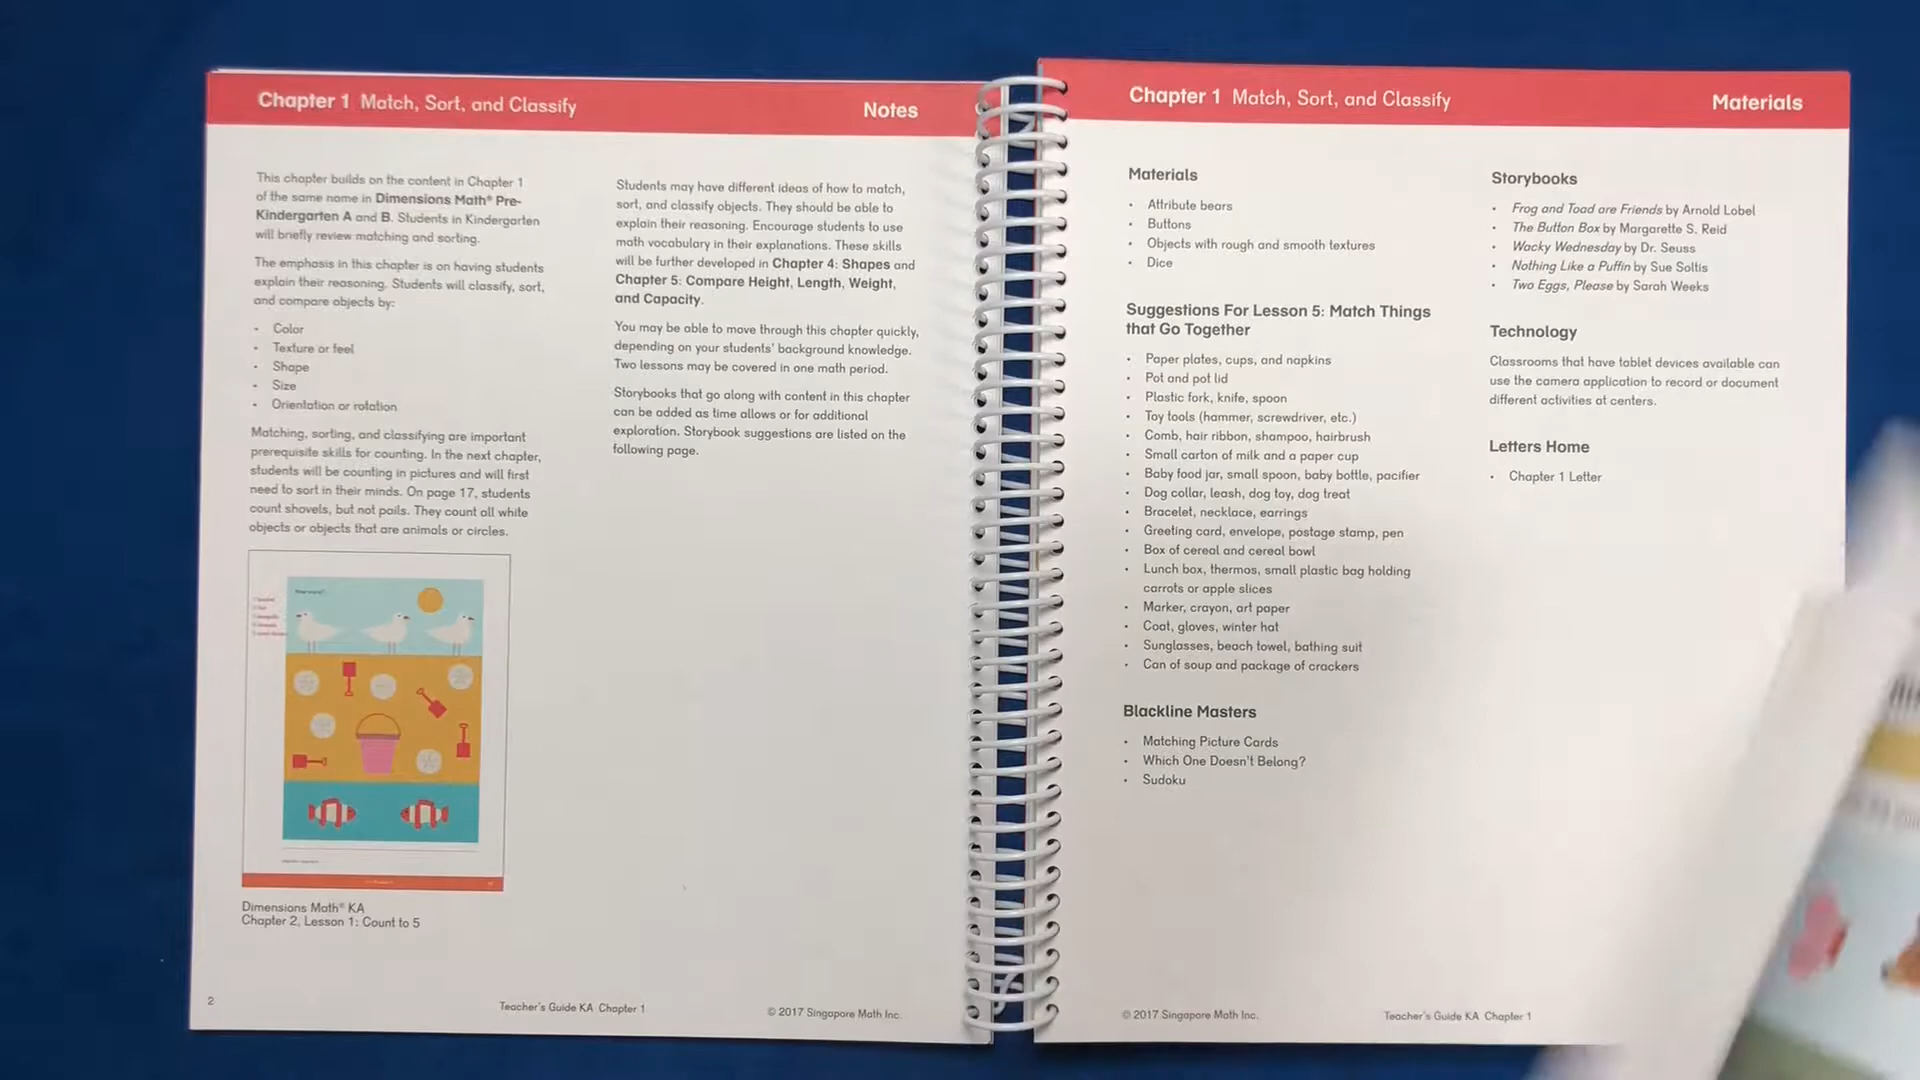 Chapter 1 Match, Sort, and Classify
Notes
This chapter builds on the content in Chapter 1
of the same name in Dimensions Math® Pre-
Kindergarten A and B. Students in Kindergarten
will briefly review matching and sorting.
The emphasis in this chapter is on having students
explain their reasoning. Students will classify, sort,
and compare objects by:
• Color
• Texture or feel
• Shape
• Size
• Orientation or rotation
Matching, sorting, and classifying are important
prerequisite skills for counting. In the next chapter,
students will be counting in pictures and will first
need to sort in their minds. On page 17, students
count shovels, but not pails. They count all white
objects or objects that are animals or circles.
Dimensions Math® KA
Chapter 2, Lesson 1: Count to 5
Students may have different ideas of how to match,
sort, and classify objects. They should be able to
explain their reasoning. Encourage students to use
math vocabulary in their explanations. These skills
will be further developed in Chapter 4: Shapes and
Chapter 5: Compare Height, Length, Weight,
and Capacity.
You may be able to move through this chapter quickly,
depending on your students' background knowledge.
Two lessons may be covered in one math period.
Storybooks that go along with content in this chapter
can be added as time allows or for additional
exploration. Storybook suggestions are listed on the
following page.
2
Teacher's Guide KA Chapter 1
© 2017 Singapore Math Inc.
Chapter 1 Match, Sort, and Classify
Materials
Materials
• Attribute bears
• Buttons
• Objects with rough and smooth textures
• Dice
Suggestions For Lesson 5: Match Things
that Go Together
• Paper plates, cups, and napkins
• Pot and pot lid
• Plastic fork, knife, spoon
• Toy tools (hammer, screwdriver, etc.)
• Comb, hair ribbon, shampoo, hairbrush
• Small carton of milk and a paper cup
• Baby food jar, small spoon, baby bottle, pacifier
• Dog collar, leash, dog toy, dog treat
• Bracelet, necklace, earrings
• Greeting card, envelope, postage stamp, pen
• Box of cereal and cereal bowl
• Lunch box, thermos, small plastic bag holding
carrots or apple slices
• Marker, crayon, art paper
• Coat, gloves, winter hat
• Sunglasses, beach towel, bathing suit
• Can of soup and package of crackers
Blackline Masters
• Matching Picture Cards
• Which One Doesn't Belong?
• Sudoku
Storybooks
• Frog and Toad are Friends by Arnold Lobel
• The Button Box by Margarette S. Reid
• Wacky Wednesday by Dr. Seuss
• Nothing Like a Puffin by Sue Soltis
• Two Eggs, Please by Sarah Weeks
Technology
Classrooms that have tablet devices available can
use the camera application to record or document
different activities at centers.
Letters Home
• Chapter 1 Letter
© 2017 Singapore Math Inc.
Teacher's Guide KA Chapter 1